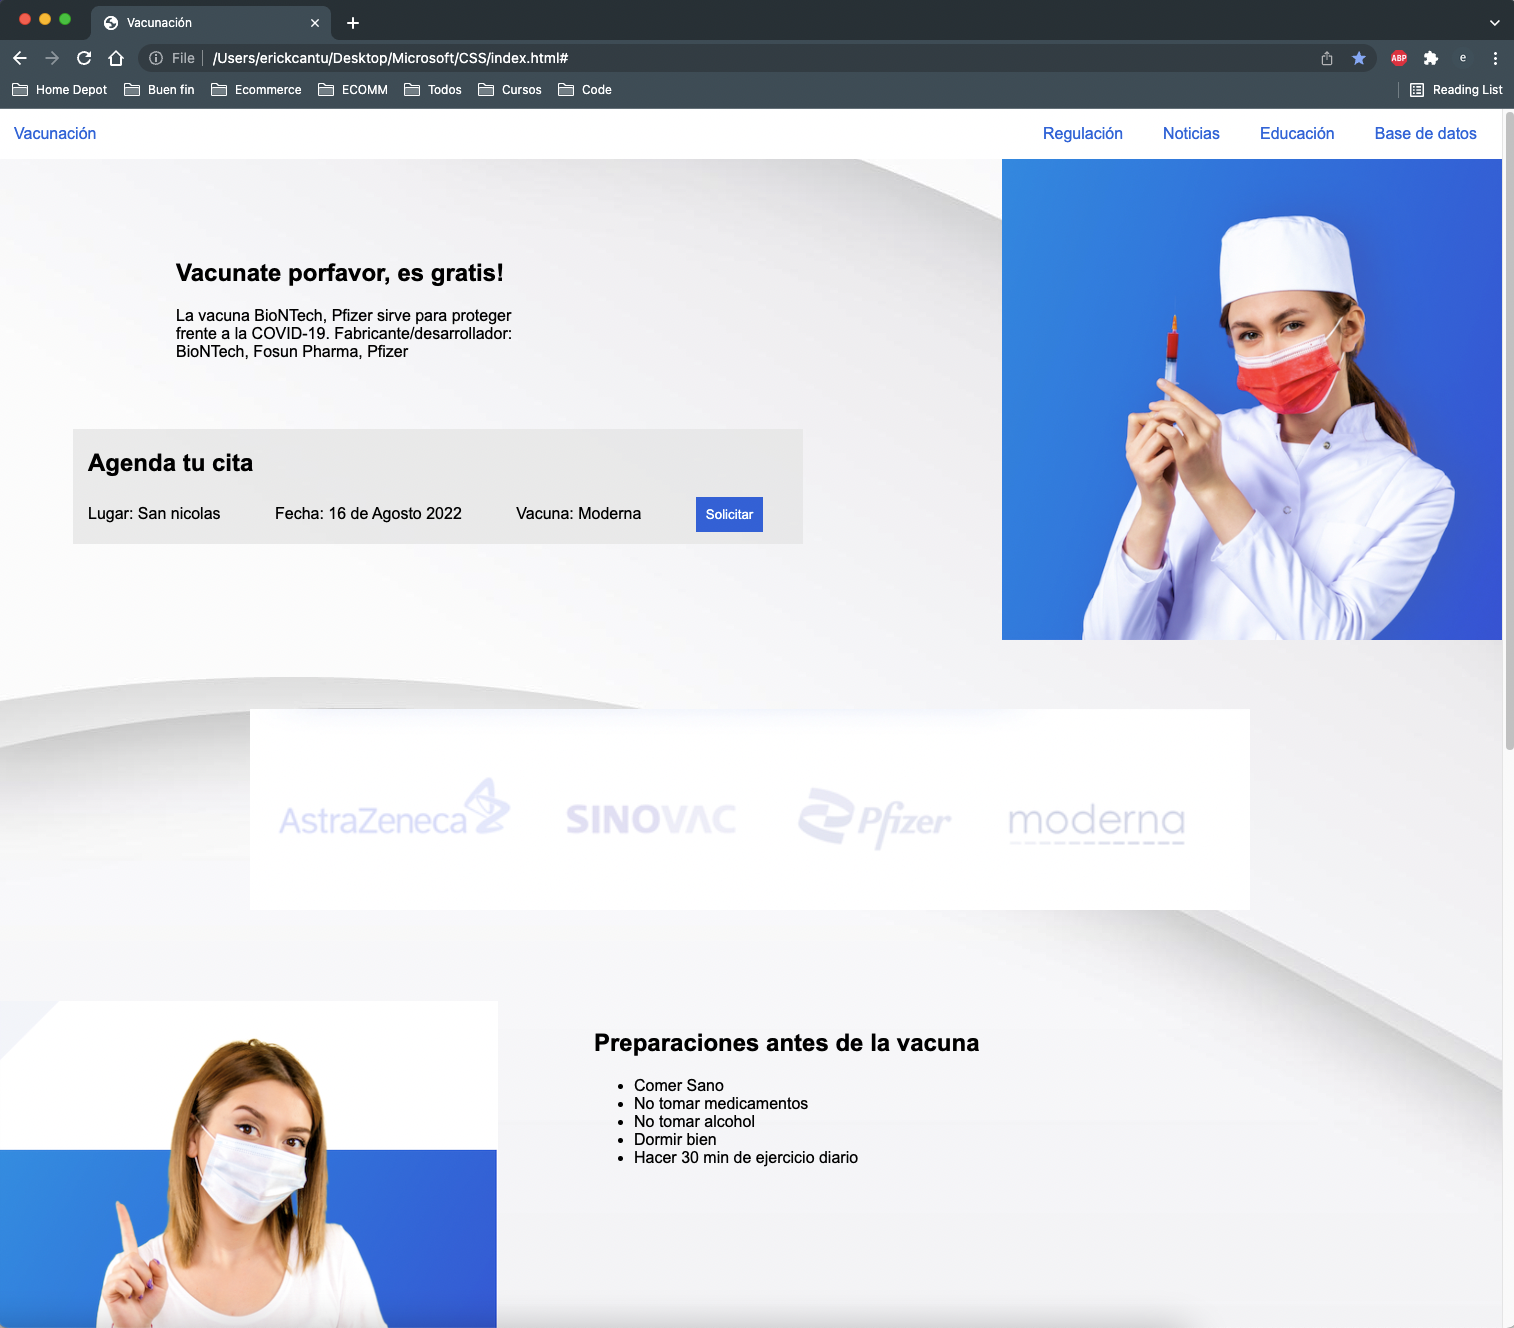 Vacunación
File /Users/erickcantu/Desktop/Microsoft/CSS/index.html#
ABP
e
Home Depot Buen fin Ecommerce ECOMM Todos Cursos Code Reading List
Vacunación Regulación Noticias Educación Base de datos
Vacunate porfavor, es gratis!
La vacuna BioNTech, Pfizer sirve para proteger
frente a la COVID-19. Fabricante/desarrollador:
BioNTech, Fosun Pharma, Pfizer
Agenda tu cita
Lugar: San nicolas Fecha: 16 de Agosto 2022 Vacuna: Moderna Solicitar
AstraZeneca SINOVAC Pfizer moderna
Preparaciones antes de la vacuna
• Comer Sano
• No tomar medicamentos
• No tomar alcohol
• Dormir bien
• Hacer 30 min de ejercicio diario